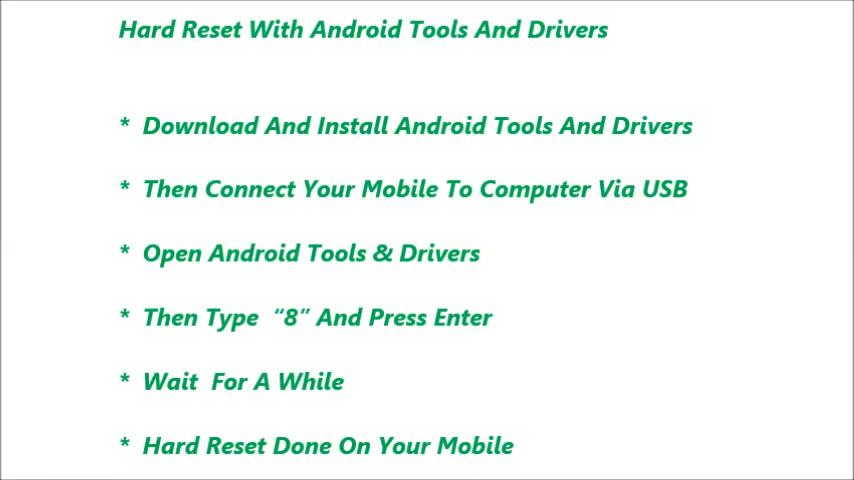 Hard Reset With Android Tools And Drivers
* Download And Install Android Tools And Drivers
* Then Connect Your Mobile To Computer Via USB
* Open Android Tools & Drivers
* Then Type “8” And Press Enter
* Wait For A While
* Hard Reset Done On Your Mobile